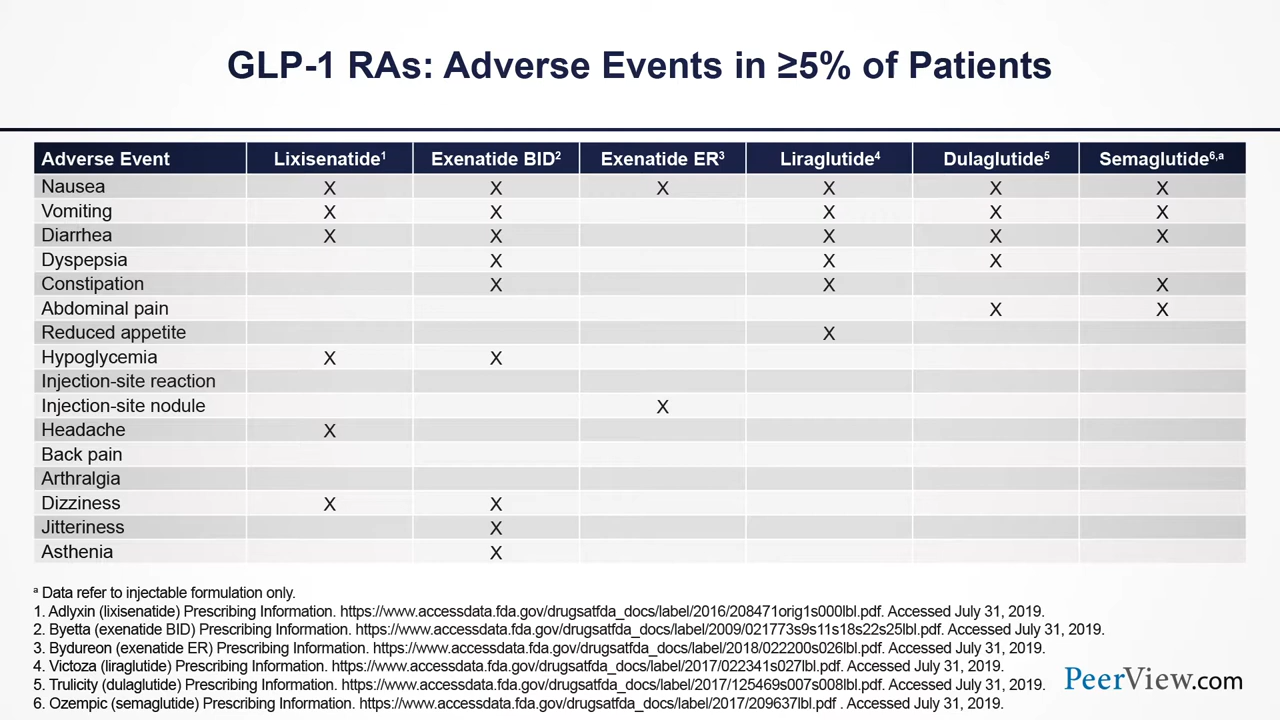 GLP-1 RAs: Adverse Events in ≥5% of Patients
Adverse Event Lixisenatide1 Exenatide BID2 Exenatide ER3 Liraglutide4 Dulaglutide5 Semaglutide6,a
Nausea X X X X X X
Vomiting X X X X X
Diarrhea X X X X X
Dyspepsia X X X
Constipation X X X
Abdominal pain X X
Reduced appetite X
Hypoglycemia X X
Injection-site reaction
Injection-site nodule X
Headache X
Back pain
Arthralgia
Dizziness X X
Jitteriness X
Asthenia X
a Data refer to injectable formulation only.
1. Adlyxin (lixisenatide) Prescribing Information. https://www.accessdata.fda.gov/drugsatfda_docs/label/2016/208471orig1s000lbl.pdf. Accessed July 31, 2019.
2. Byetta (exenatide BID) Prescribing Information. https://www.accessdata.fda.gov/drugsatfda_docs/label/2009/021773s9s11s18s22s25lbl.pdf. Accessed July 31, 2019.
3. Bydureon (exenatide ER) Prescribing Information. https://www.accessdata.fda.gov/drugsatfda_docs/label/2018/022200s026lbl.pdf. Accessed July 31, 2019.
4. Victoza (liraglutide) Prescribing Information. https://www.accessdata.fda.gov/drugsatfda_docs/label/2017/022341s027lbl.pdf. Accessed July 31, 2019.
5. Trulicity (dulaglutide) Prescribing Information. https://www.accessdata.fda.gov/drugsatfda_docs/label/2017/125469s007s008lbl.pdf. Accessed July 31, 2019.
6. Ozempic (semaglutide) Prescribing Information. https://www.accessdata.fda.gov/drugsatfda_docs/label/2017/209637lbl.pdf . Accessed July 31, 2019.
PeerView.com